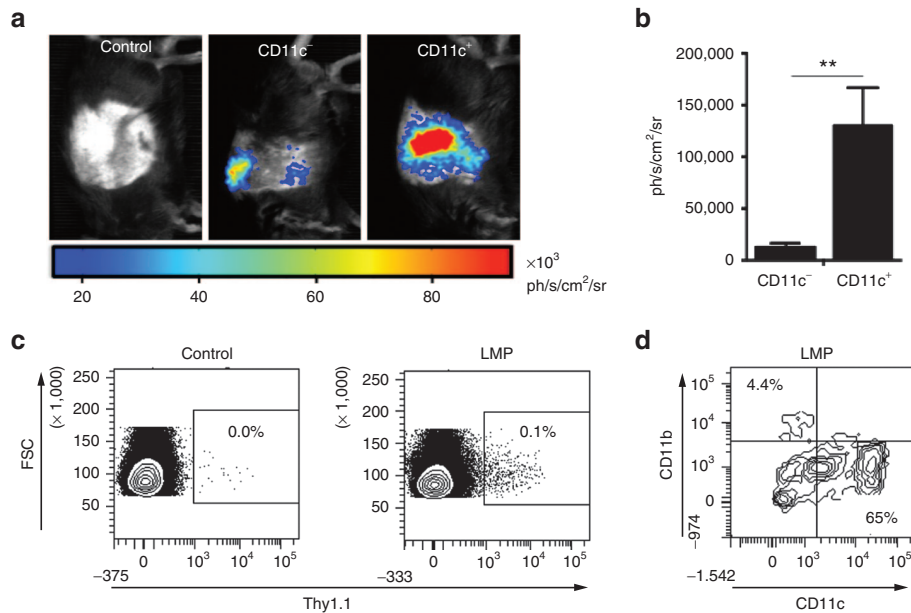 a
Control
CD11c⁻
CD11c⁺
20
40
60
80
×10³
ph/s/cm²/sr
b
**
200,000
150,000
100,000
50,000
0
ph/s/cm²/sr
CD11c⁻
CD11c⁺
c
Control
LMP
FSC
(× 1,000)
250
200
150
100
50
0.0%
0
10³
10⁴
10⁵
−375
(× 1,000)
250
200
150
100
50
0.1%
0
10³
10⁴
10⁵
−333
Thy1.1
d
LMP
CD11b
10⁵
10⁴
10³
0
−974
4.4%
65%
0
10³
10⁴
10⁵
−1.542
CD11c